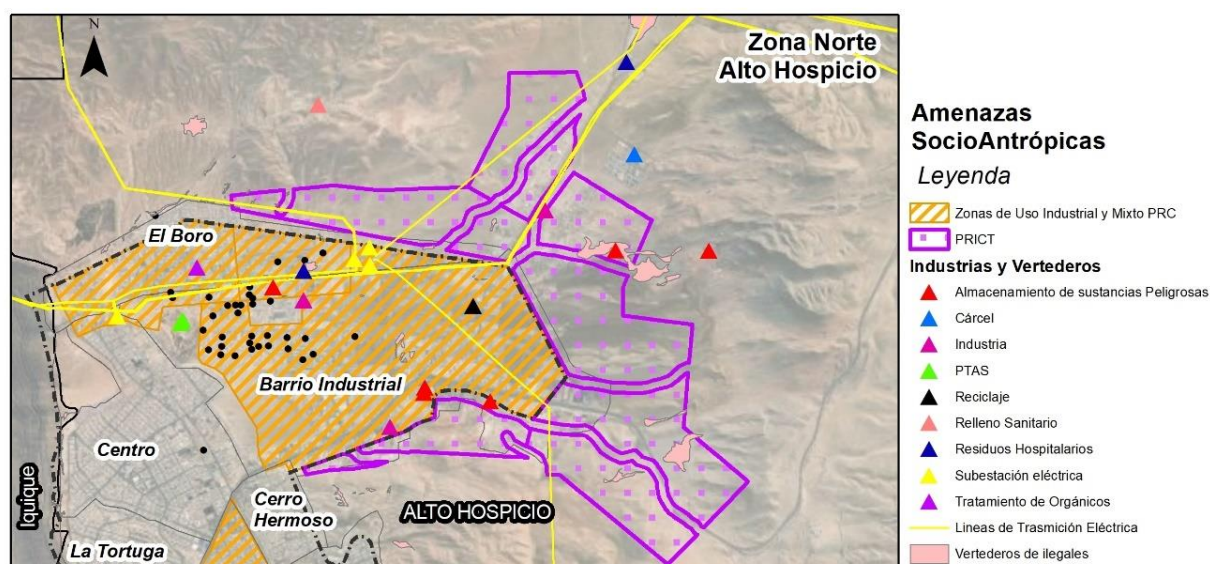 N
Zona Norte
Alto Hospicio
El Boro
Barrio Industrial
Centro
Cerro
Hermoso
ALTO HOSPICIO
Iquique
La Tortuga
Amenazas
SocioAntrópicas
Leyenda
Zonas de Uso Industrial y Mixto PRC
PRICT
Industrias y Vertederos
Almacenamiento de sustancias Peligrosas
Cárcel
Industria
PTAS
Reciclaje
Relleno Sanitario
Residuos Hospitalarios
Subestación eléctrica
Tratamiento de Orgánicos
Lineas de Trasmición Eléctrica
Vertederos de ilegales